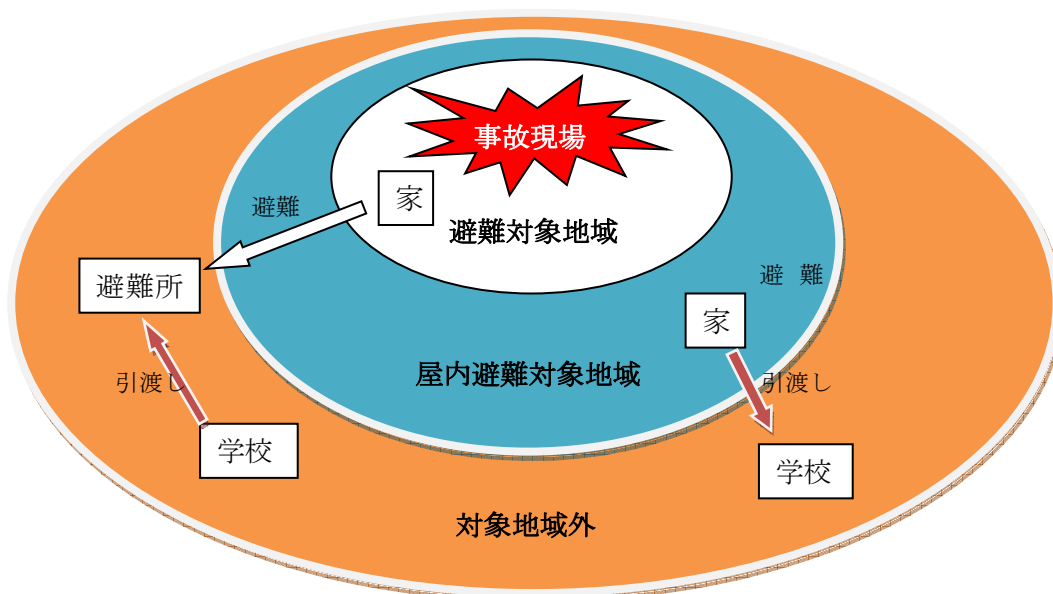 事故現場
家
避難
避難対象地域
避難所
避 難
家
屋内避難対象地域
引渡し
引渡し
学校
学校
対象地域外